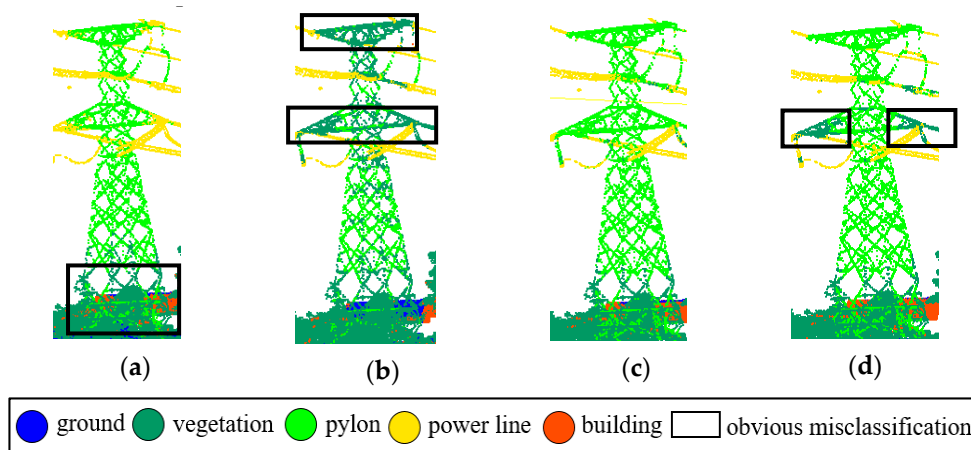 (a) (b) (c) (d)
ground vegetation pylon power line building obvious misclassification